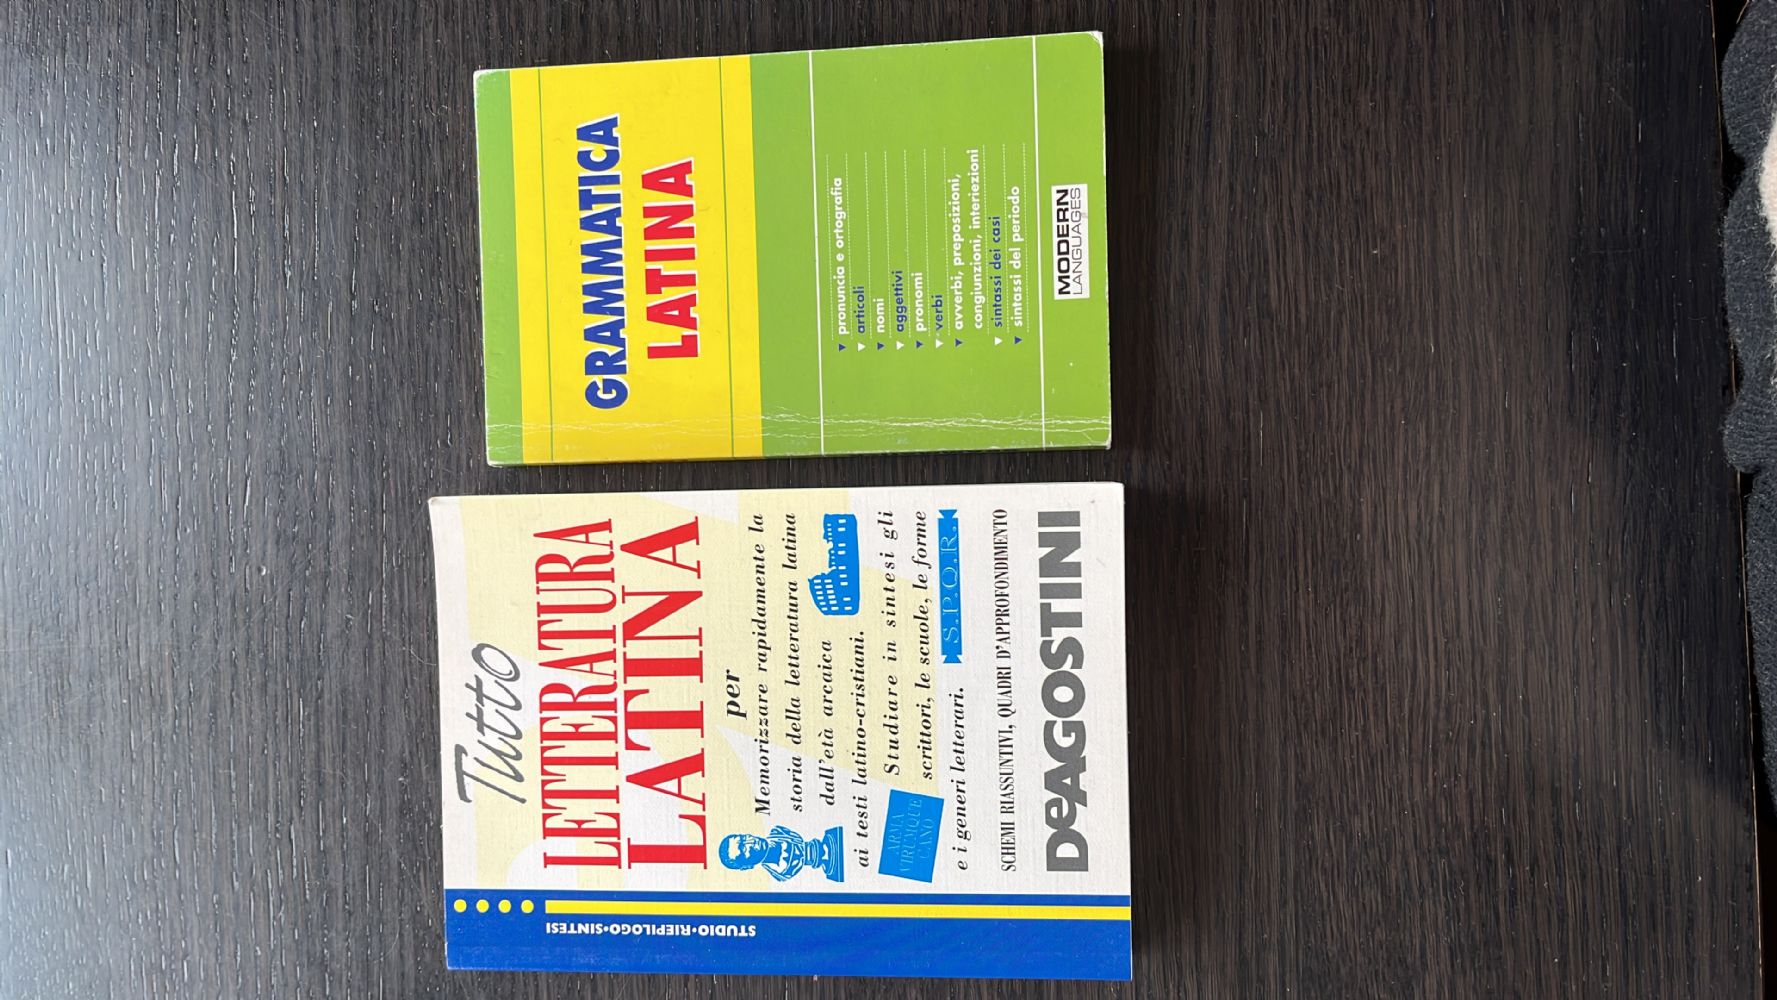 GRAMMATICA
LATINA
pronuncia e ortografia
articoli
nomi
aggettivi
pronomi
verbi
avverbi, preposizioni,
congiunzioni, interiezioni
sintassi dei casi
sintassi del periodo
MODERN
LANGUAGES
Tutto
LETTERATURA
LATINA
per
Memorizzare rapidamente la
storia della letteratura latina
dall'età arcaica
ai testi latino-cristiani.
Studiare in sintesi gli
scrittori, le scuole, le forme
e i generi letterari.
ARMA
VIRUMQUE
CANO
S.P.Q.R.
SCHEMI RIASSUNTIVI, QUADRI D'APPROFONDIMENTO
DeAGOSTINI
STUDIO•RIEPILOGO•SINTESI